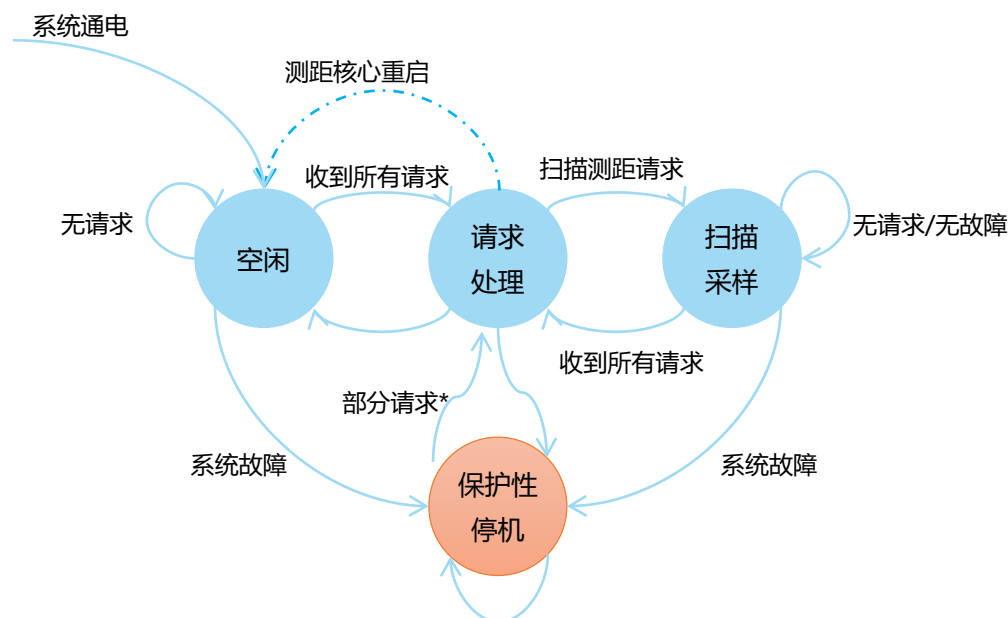 系统通电
测距核心重启
收到所有请求
扫描测距请求
无请求
空闲
请求
处理
扫描
采样
无请求/无故障
收到所有请求
部分请求*
系统故障
系统故障
保护性
停机